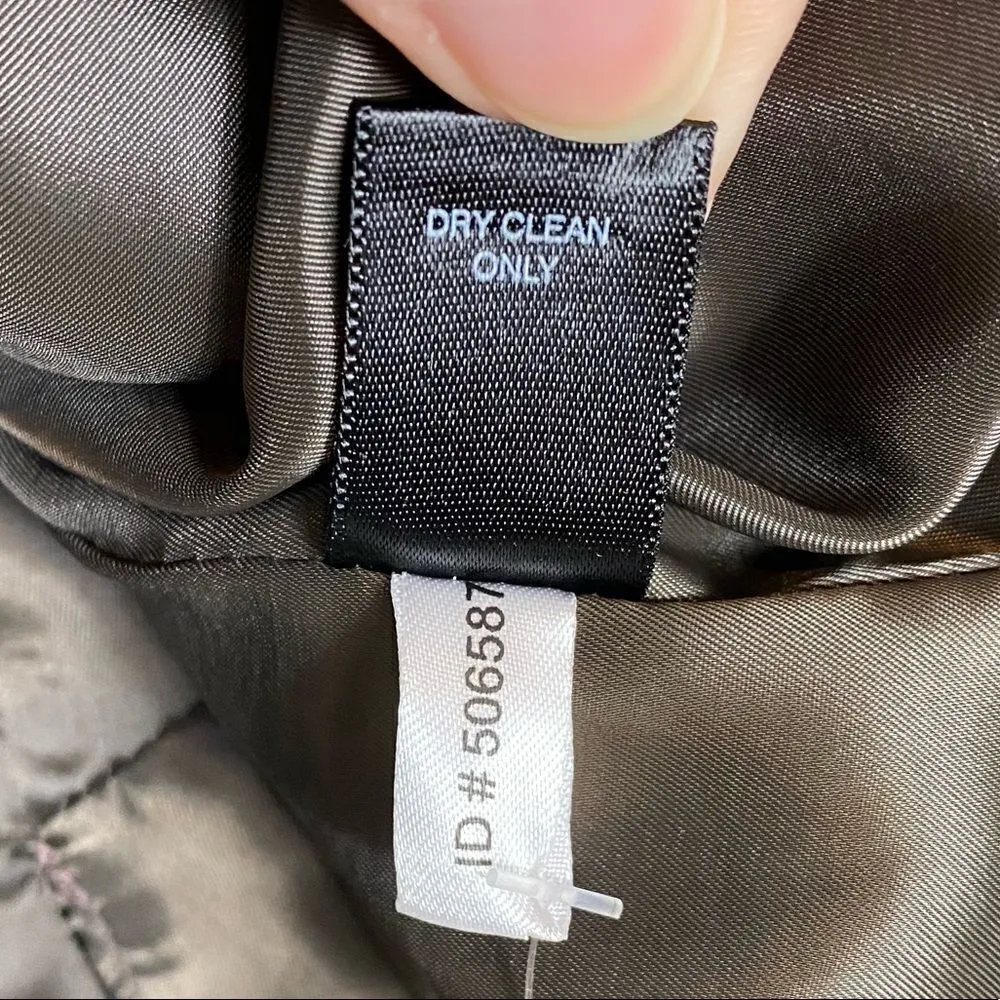 DRY CLEAN
ONLY
ID # 506587